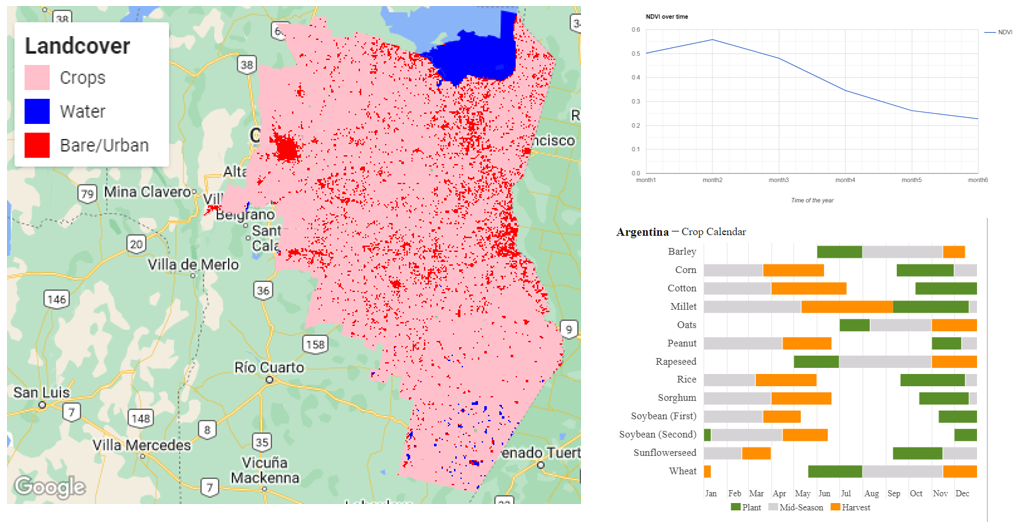 38
6
34
Landcover
Crops
Water
Bare/Urban
38
C
R
ncisco
Alta
79
Mina Clavero
Vill
Belgrano
Sant
Cala
20
Villa de Merlo
36
146
9
158
Río Cuarto
San Luis
7
148
8
35
Villa Mercedes
Vicuña
Mackenna
enado Tuert
7
33
Google
NDVI over time
NDVI
0.6
0.5
0.4
0.3
0.2
0.1
0.0
month1 month2 month3 month4 month5 month6
Time of the year
Argentina – Crop Calendar
Barley
Corn
Cotton
Millet
Oats
Peanut
Rapeseed
Rice
Sorghum
Soybean (First)
Soybean (Second)
Sunflowerseed
Wheat
Jan Feb Mar Apr May Jun Jul Aug Sep Oct Nov Dec
Plant Mid-Season Harvest